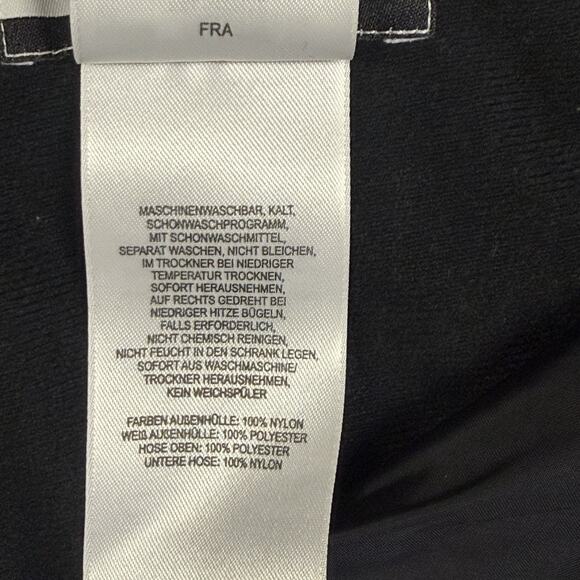 FRA
MASCHINENWASCHBAR, KALT,
SCHONWASCHPROGRAMM,
MIT SCHONWASCHMITTEL,
SEPARAT WASCHEN, NICHT BLEICHEN,
IM TROCKNER BEI NIEDRIGER
TEMPERATUR TROCKNEN,
SOFORT HERAUSNEHMEN,
AUF RECHTS GEDREHT BEI
NIEDRIGER HITZE BÜGELN,
FALLS ERFORDERLICH,
NICHT CHEMISCH REINIGEN,
NICHT FEUCHT IN DEN SCHRANK LEGEN,
SOFORT AUS WASCHMASCHINE/
TROCKNER HERAUSNEHMEN,
KEIN WEICHSPÜLER
FARBEN AUßENHÜLLE: 100% NYLON
WEIß AUßENHÜLLE: 100% POLYESTER
HOSE OBEN: 100% POLYESTER
UNTERE HOSE: 100% NYLON